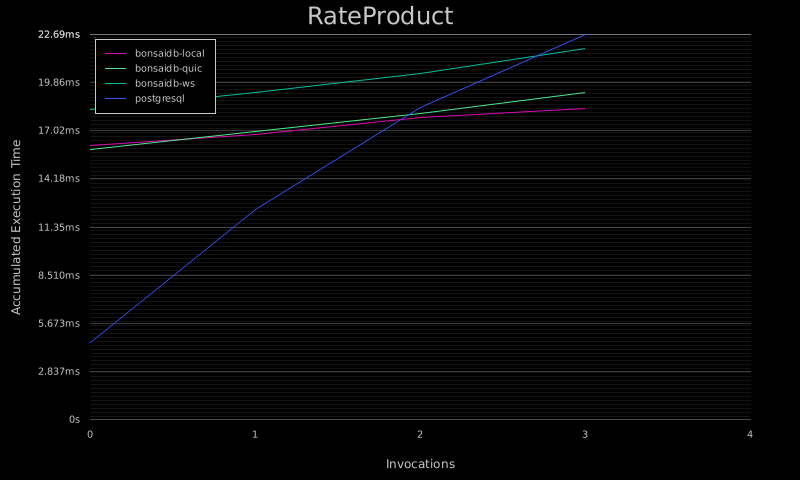 RateProduct
22.69ms
bonsaidb-local
bonsaidb-quic
bonsaidb-ws
postgresql
19.86ms
17.02ms
14.18ms
11.35ms
8.510ms
5.673ms
2.837ms
0s
Accumulated Execution Time
0 1 2 3 4
Invocations